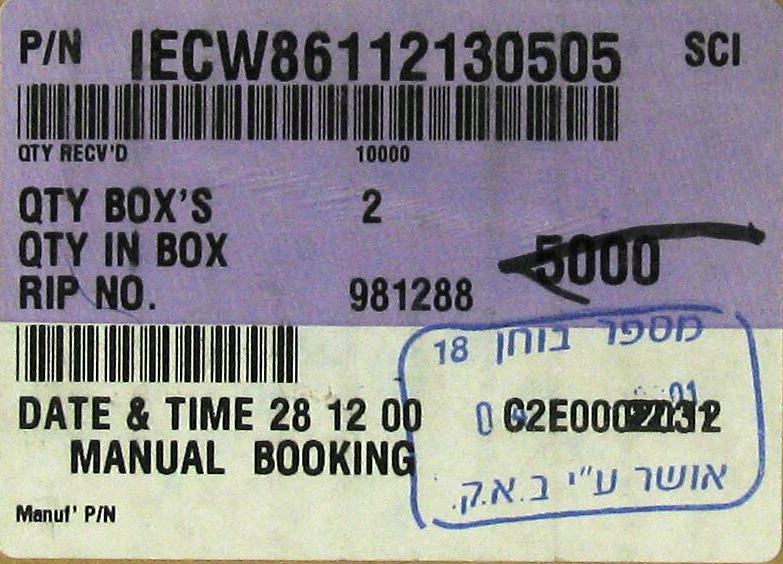 P/N IECW86112130505 SCI
QTY RECV'D 10000
QTY BOX'S 2
QTY IN BOX 5000
RIP NO. 981288
מספר בוחן 18
DATE & TIME 28 12 00
MANUAL BOOKING
אושר ע"י ב.א.ק.
Manuf' P/N